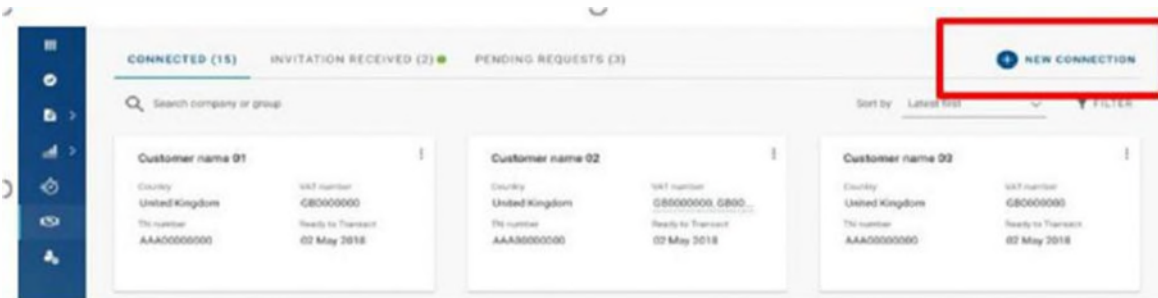 CONNECTED (15) INVITATION RECEIVED (2) PENDING REQUESTS (3) NEW CONNECTION
Search company or group Sort by Latest first FILTER
Customer name 01 Customer name 02 Customer name 03
Country VAT number Country VAT number Country VAT number
United Kingdom GB0000000 United Kingdom GB0000000, GB00... United Kingdom GB0000000
TN number Ready to Transact TN number Ready to Transact TN number Ready to Transact
AAA00000000 02 May 2018 AAA00000000 02 May 2018 AAA00000000 02 May 2018